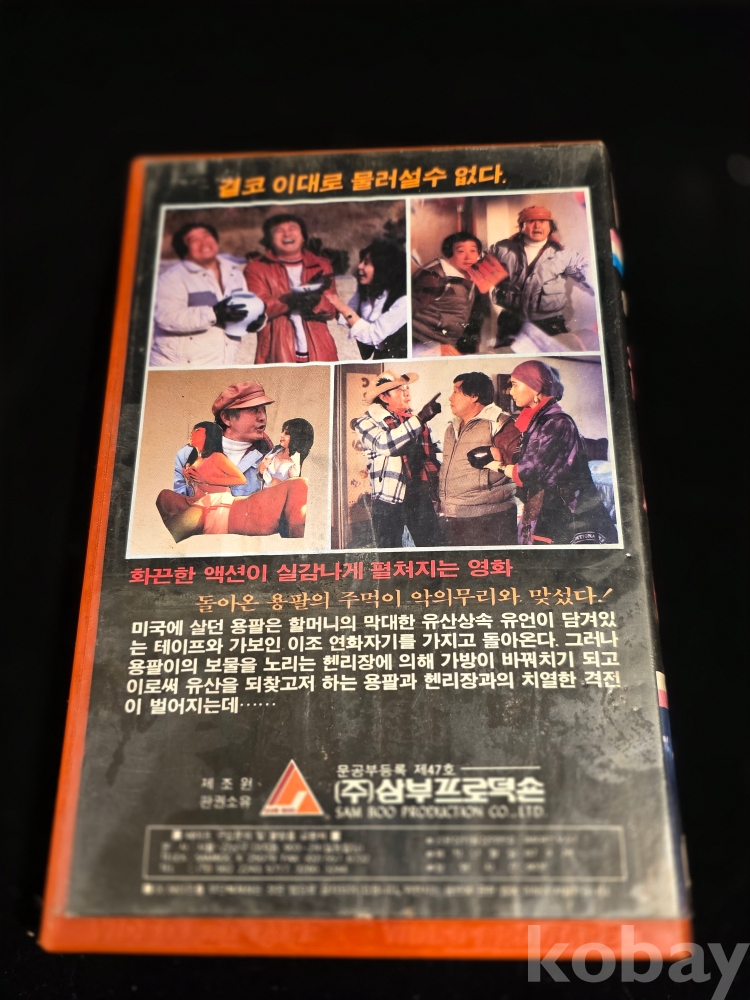 결코 이대로 물러설수 없다.
화끈한 액션이 실감나게 펼처지는 영화
돌아온 용팔의 주먹이 악의무리와 맞섰다!
미국에 살던 용팔은 할머니의 막대한 유산상속 유언이 담겨있
는 테이프와 가보인 이조 연화자기를 가지고 돌아온다. 그러나
용팔이의 보물을 노리는 헨리장에 의해 가방이 바꿔치기 되고
이로써 유산을 되찾고저 하는 용팔과 헨리장과의 치열한 격전
이 벌어지는데……
제조원
판권소유
문공부등록 제47호
(주)삼부프로덕숀
SAM BOO PRODUCTION CO., LTD.
kobay